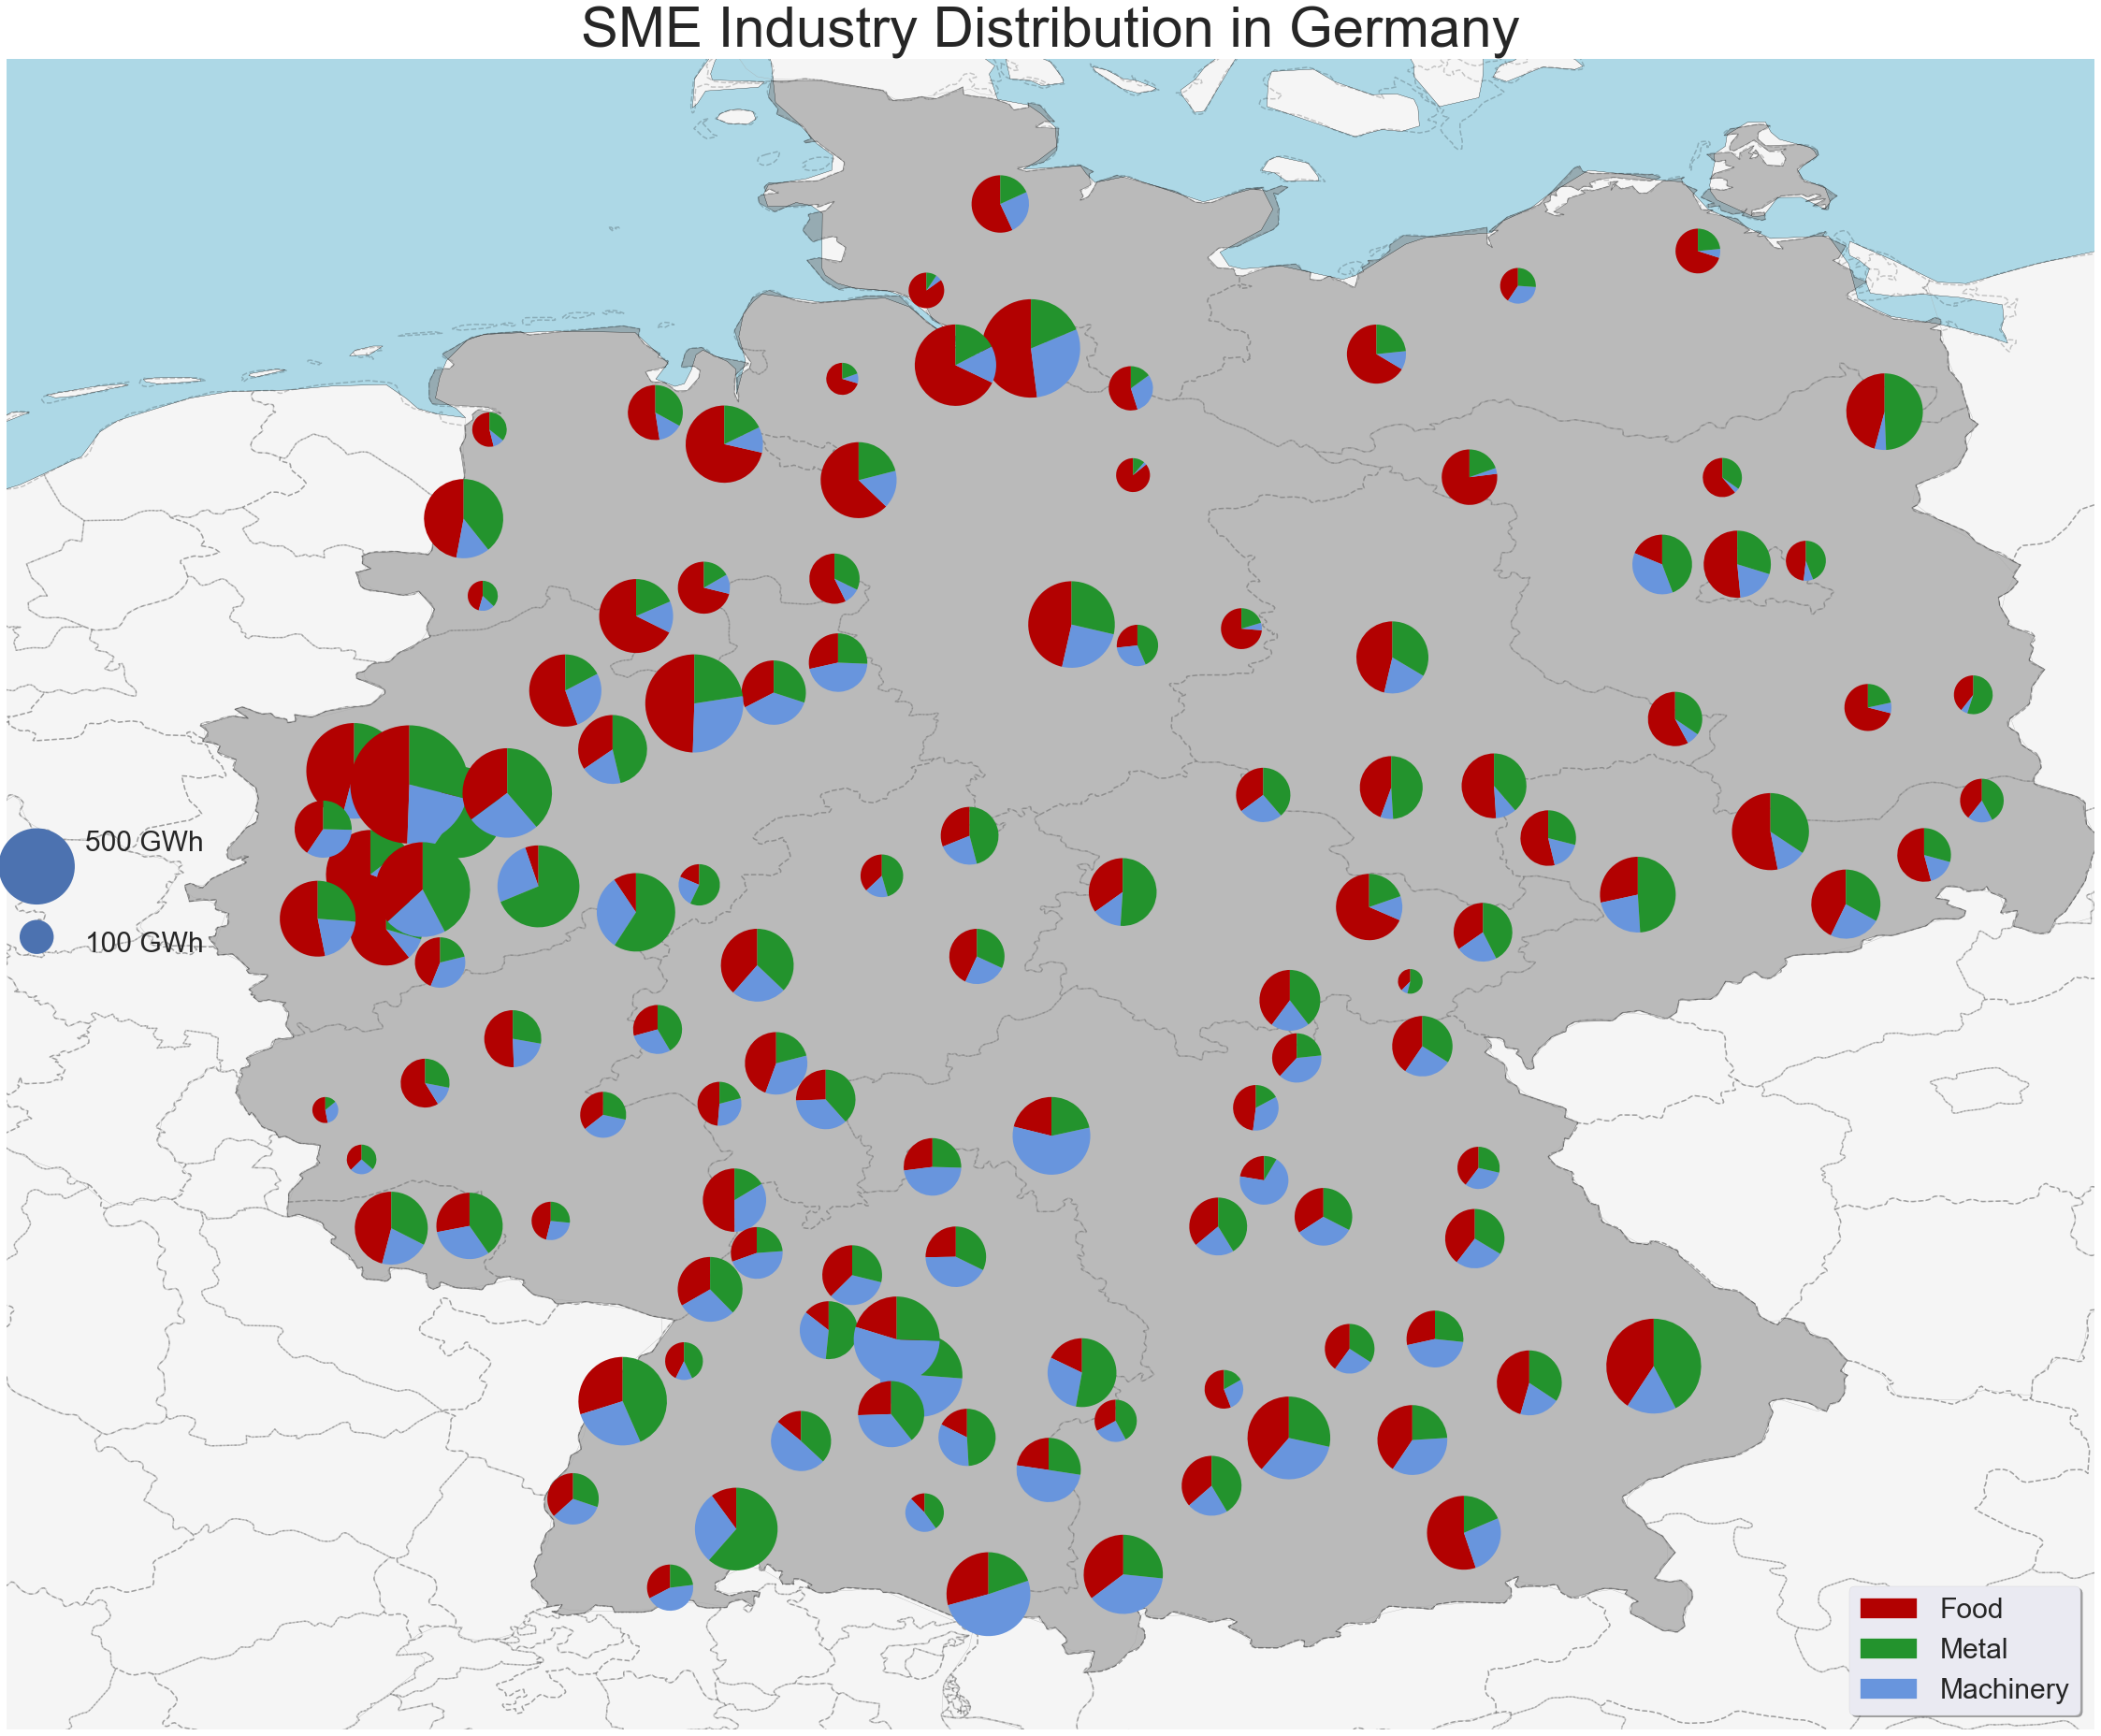 SME Industry Distribution in Germany
500 GWh
100 GWh
Food
Metal
Machinery